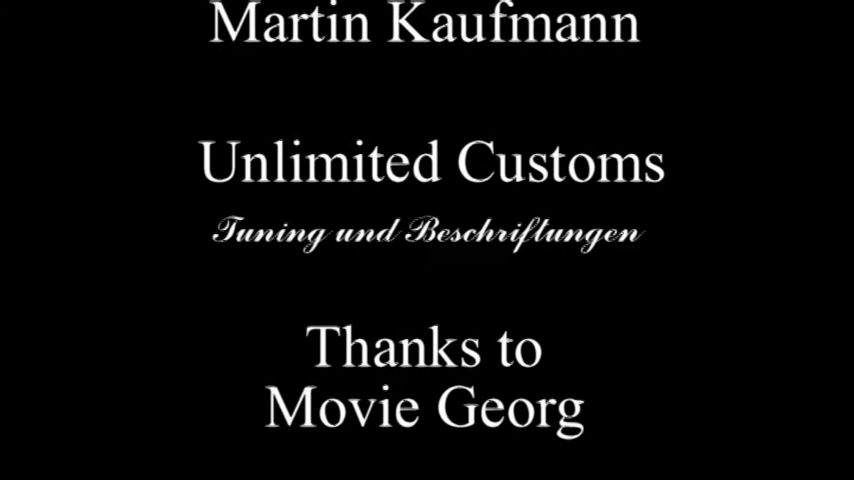 Martin Kaufmann
Unlimited Customs
Tuning und Beschriftungen
Thanks to
Movie Georg